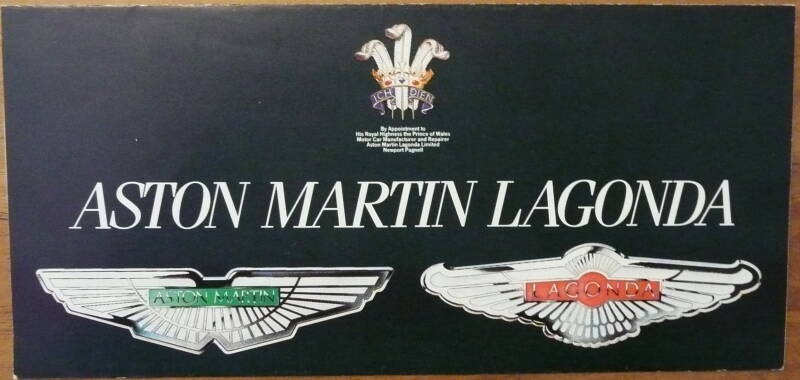 ICH DIEN
By Appointment to
His Royal Highness the Prince of Wales
Motor Car Manufacturer and Repairer
Aston Martin Lagonda Limited
Newport Pagnell
ASTON MARTIN LAGONDA
ASTON MARTIN
LAGONDA